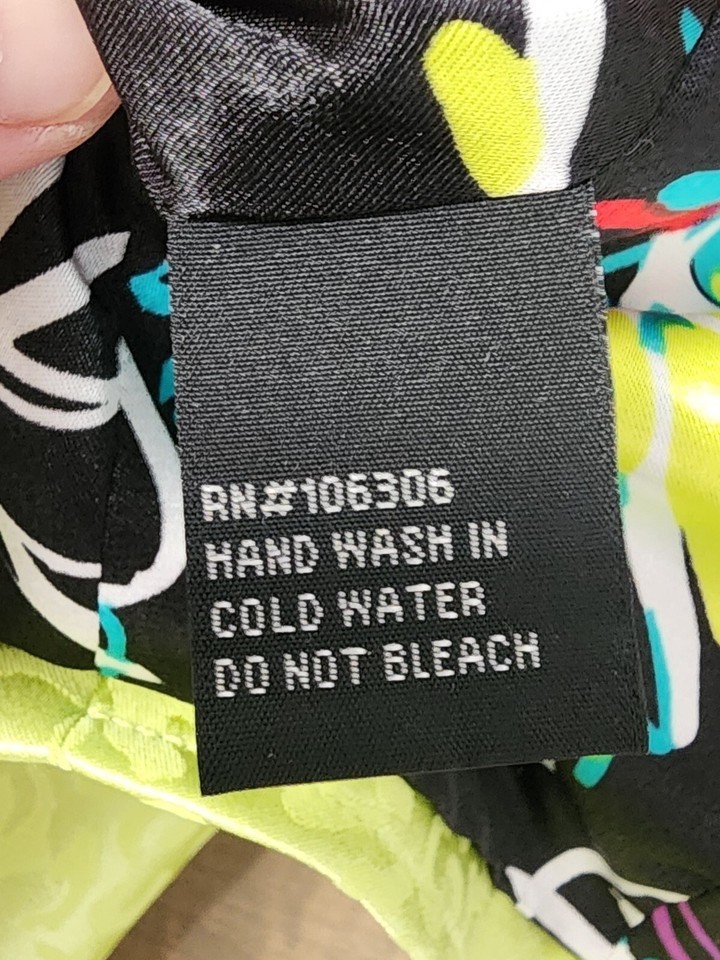 RN#106306
HAND WASH IN
COLD WATER
DO NOT BLEACH